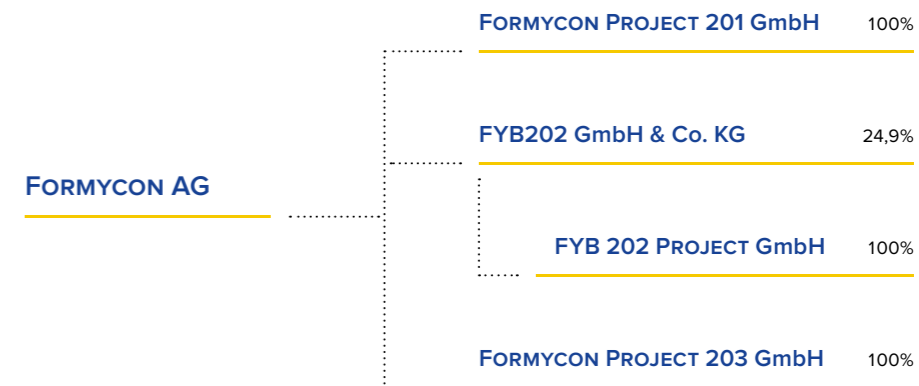 Formycon Project 201 GmbH 100%
FYB202 GmbH & Co. KG 24,9%
Formycon AG
FYB 202 Project GmbH 100%
Formycon Project 203 GmbH 100%